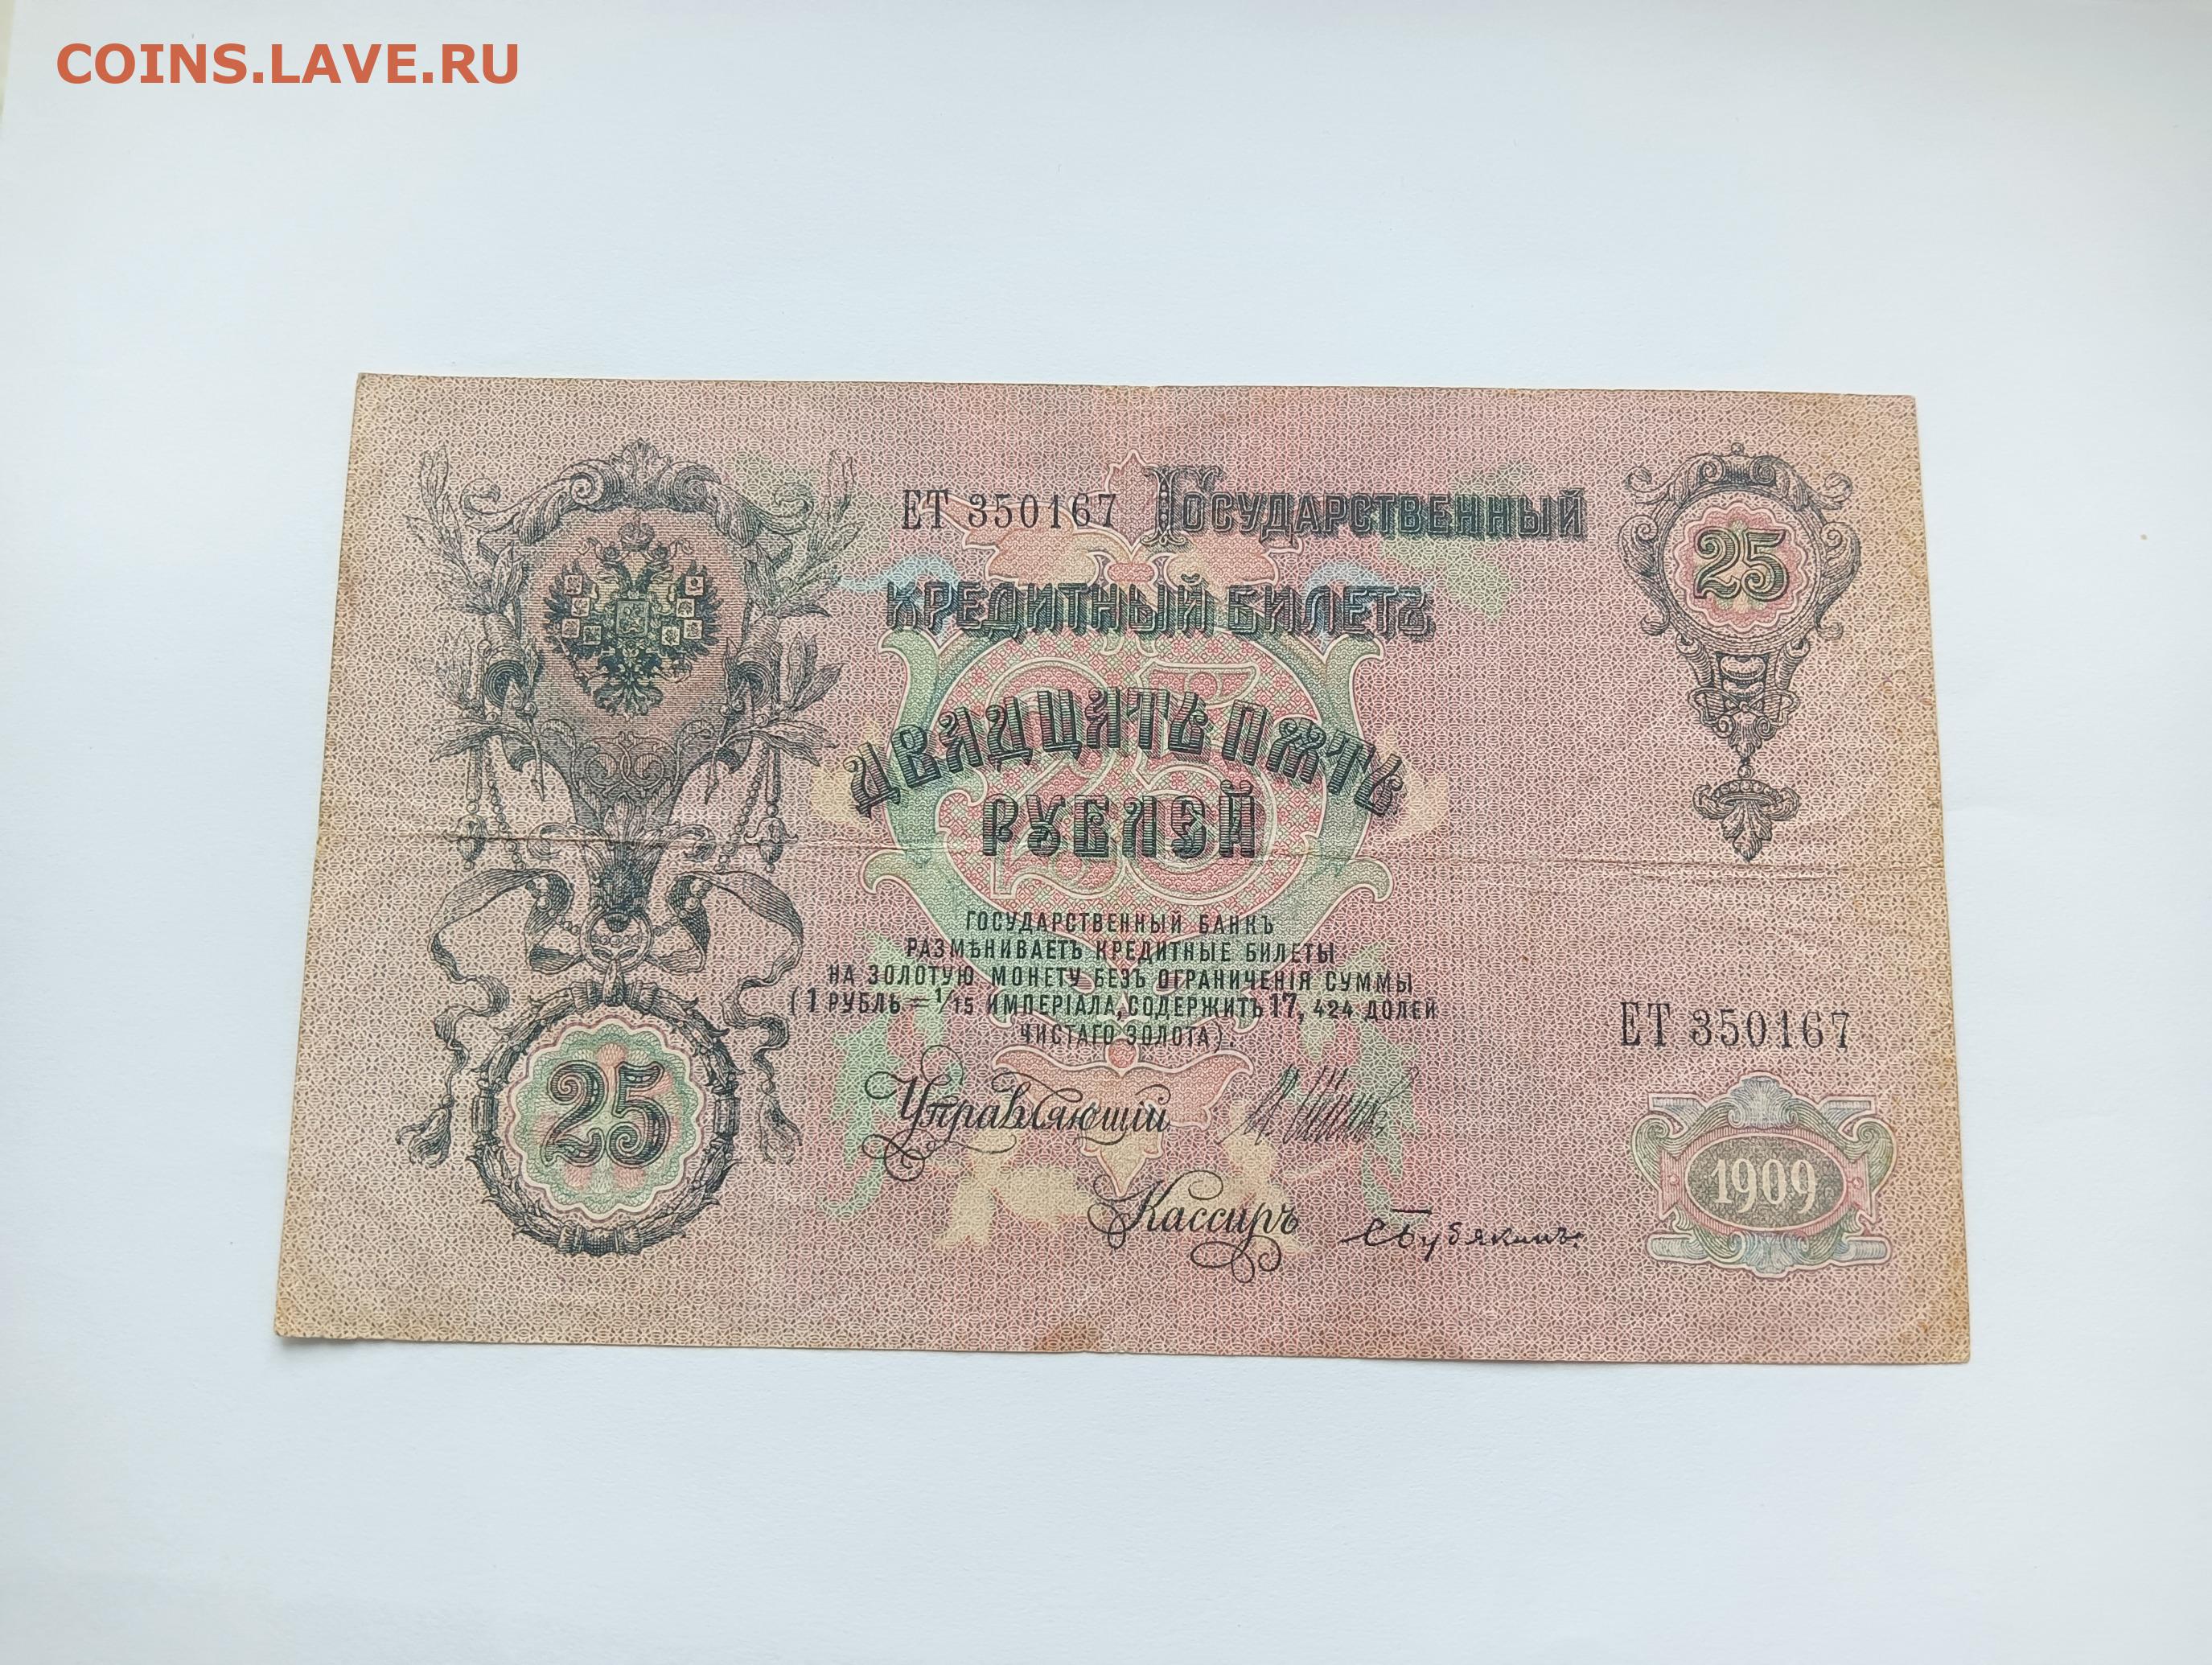 COINS.LAVE.RU
ЕТ 350167 ГОСУДАРСТВЕННЫЙ
25
КРЕДИТНЫЙ БИЛЕТЪ
ДВАДЦАТЬ ПЯТЬ
РУБЛЕЙ
25
ГОСУДАРСТВЕННЫЙ БАНКЪ
РАЗМѢНИВАЕТЪ КРЕДИТНЫЕ БИЛЕТЫ
НА ЗОЛОТУЮ МОНЕТУ БЕЗЪ ОГРАНИЧЕНІЯ СУММЫ
(1 РУБЛЬ = 1/15 ИМПЕРІАЛА, СОДЕРЖИТЪ 17, 424 ДОЛЕЙ
ЧИСТАГО ЗОЛОТА).
ЕТ 350167
25
Управляющій
Кассиръ
1909